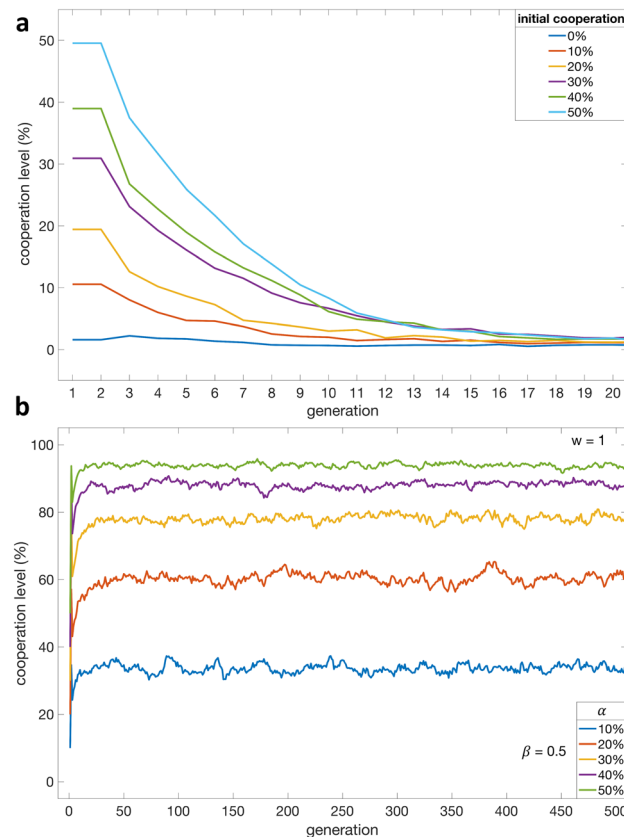 a
initial cooperation
0%
10%
20%
30%
40%
50%
50
40
30
20
10
0
cooperation level (%)
1 2 3 4 5 6 7 8 9 10 11 12 13 14 15 16 17 18 19 20
generation
b
w = 1
100
80
60
40
20
0
cooperation level (%)
β = 0.5
α
10%
20%
30%
40%
50%
0 50 100 150 200 250 300 350 400 450 500
generation